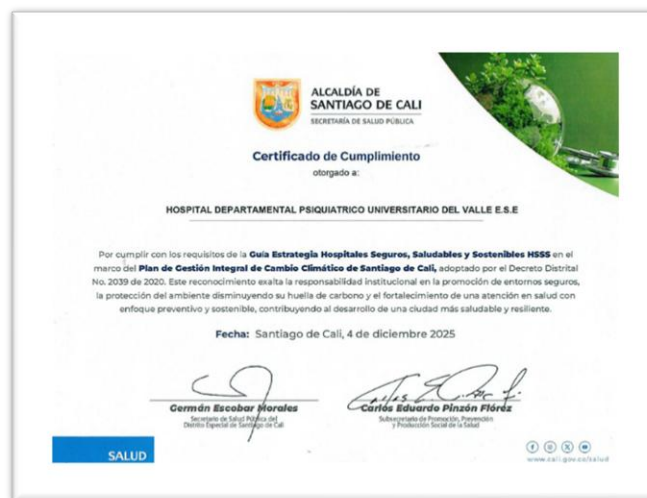 ALCALDÍA DE
SANTIAGO DE CALI
SECRETARÍA DE SALUD PÚBLICA
Certificado de Cumplimiento
otorgado a:
HOSPITAL DEPARTAMENTAL PSIQUIATRICO UNIVERSITARIO DEL VALLE E.S.E
Por cumplir con los requisitos de la Guía Estrategia Hospitales Seguros, Saludables y Sostenibles HSSS en el
marco del Plan de Gestión Integral de Cambio Climático de Santiago de Cali, adoptado por el Decreto Distrital
No. 2039 de 2020. Este reconocimiento exalta la responsabilidad institucional en la promoción de entornos seguros,
la protección del ambiente disminuyendo su huella de carbono y el fortalecimiento de una atención en salud con
enfoque preventivo y sostenible, contribuyendo al desarrollo de una ciudad más saludable y resiliente.
Fecha: Santiago de Cali, 4 de diciembre 2025
Germán Escobar Morales
Secretario de Salud Pública del
Distrito Especial de Santiago de Cali
Carlos Eduardo Pinzón Flórez
Subsecretario de Promoción, Prevención
y Producción Social de la Salud
SALUD
www.cali.gov.co/salud